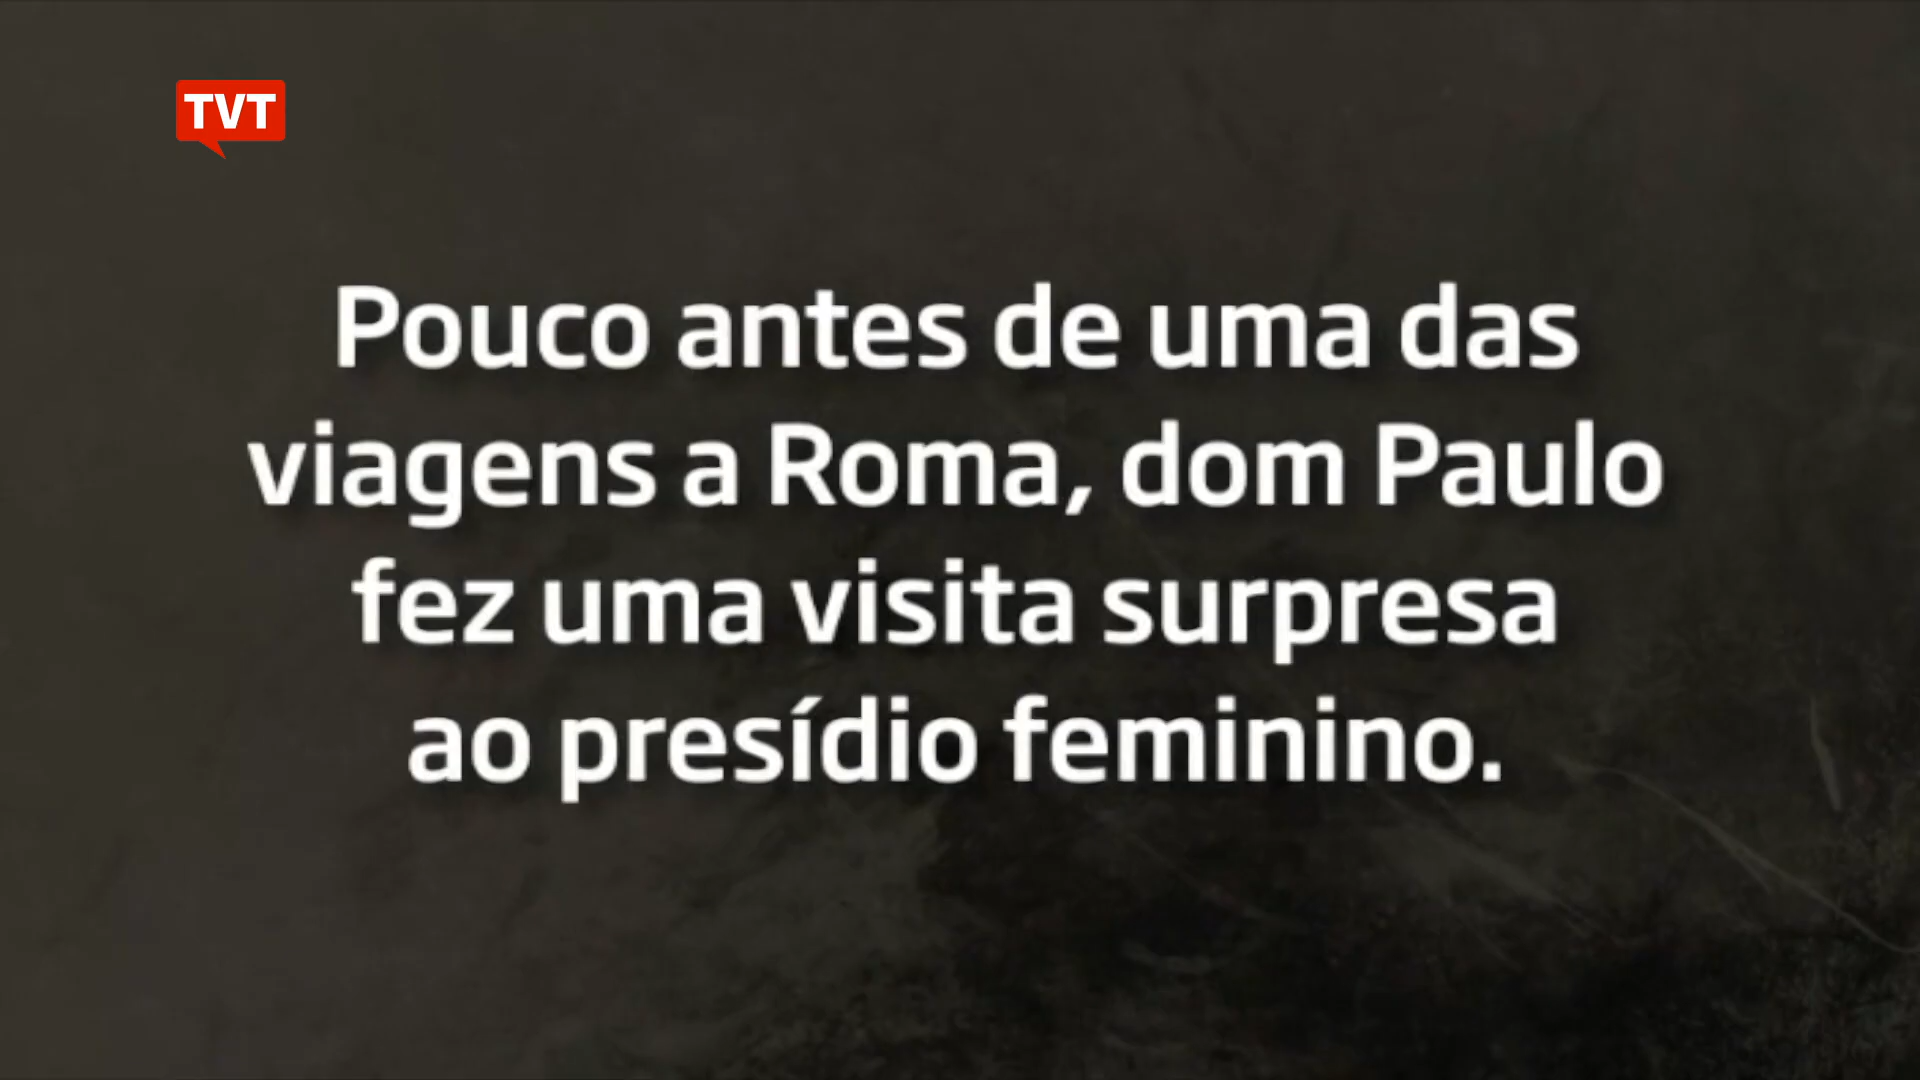 TVT
Pouco antes de uma das
viagens a Roma, dom Paulo
fez uma visita surpresa
ao presídio feminino.